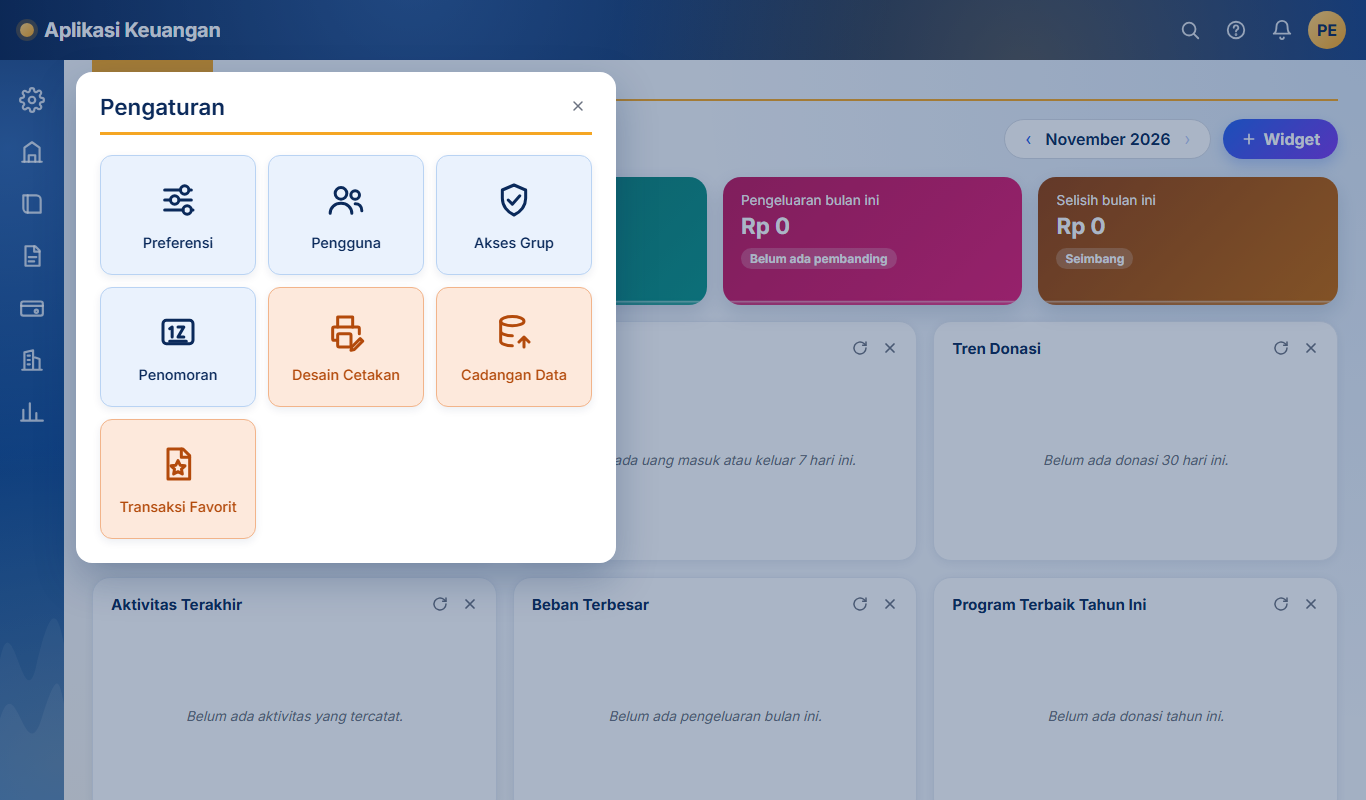 Aplikasi Keuangan
PE
Pengaturan
Preferensi
Pengguna
Akses Grup
Penomoran
Desain Cetakan
Cadangan Data
Transaksi Favorit
November 2026
+ Widget
Pengeluaran bulan ini
Rp 0
Belum ada pembanding
Selisih bulan ini
Rp 0
Seimbang
ada uang masuk atau keluar 7 hari ini.
Tren Donasi
Belum ada donasi 30 hari ini.
Aktivitas Terakhir
Belum ada aktivitas yang tercatat.
Beban Terbesar
Belum ada pengeluaran bulan ini.
Program Terbaik Tahun Ini
Belum ada donasi tahun ini.